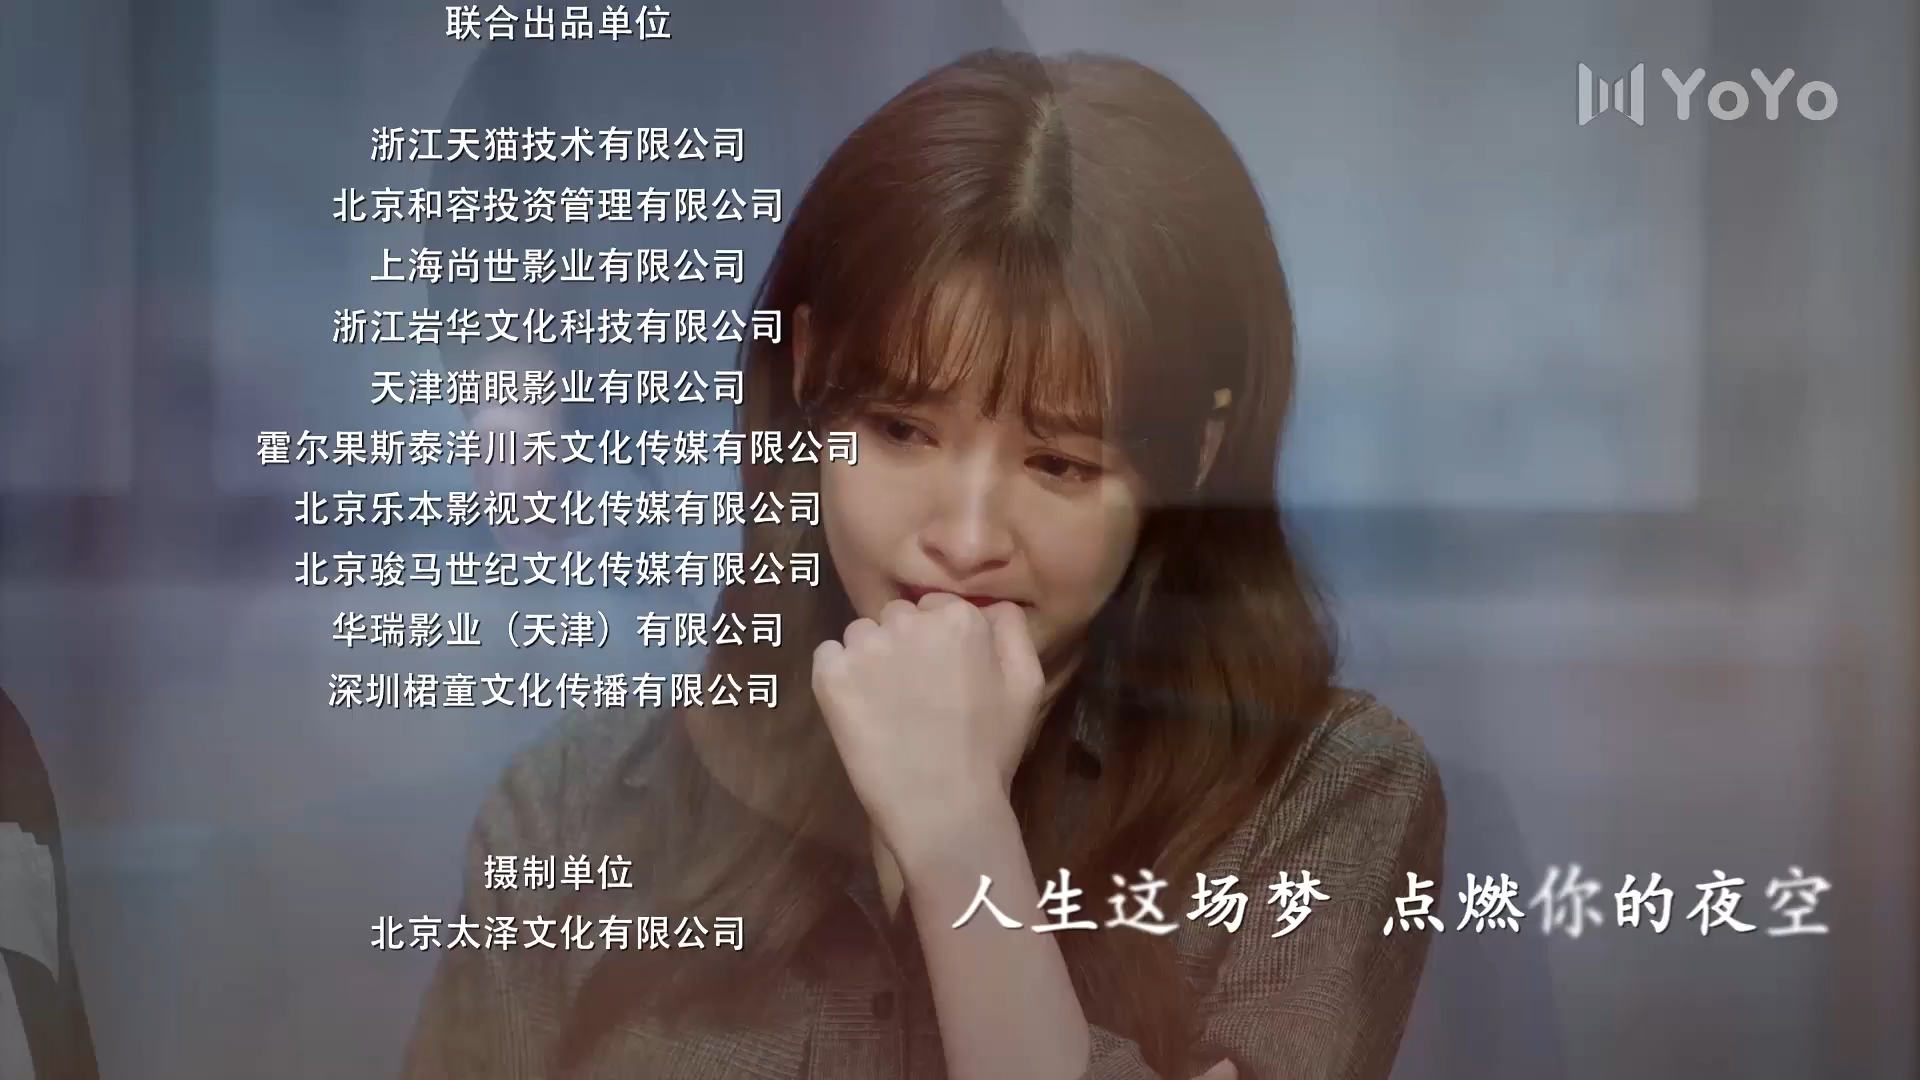 联合出品单位
YoYo
浙江天猫技术有限公司
北京和容投资管理有限公司
上海尚世影业有限公司
浙江岩华文化科技有限公司
天津猫眼影业有限公司
霍尔果斯泰洋川禾文化传媒有限公司
北京乐本影视文化传媒有限公司
北京骏马世纪文化传媒有限公司
华瑞影业（天津）有限公司
深圳桾童文化传播有限公司
摄制单位
北京太泽文化有限公司
人生这场梦 点燃你的夜空